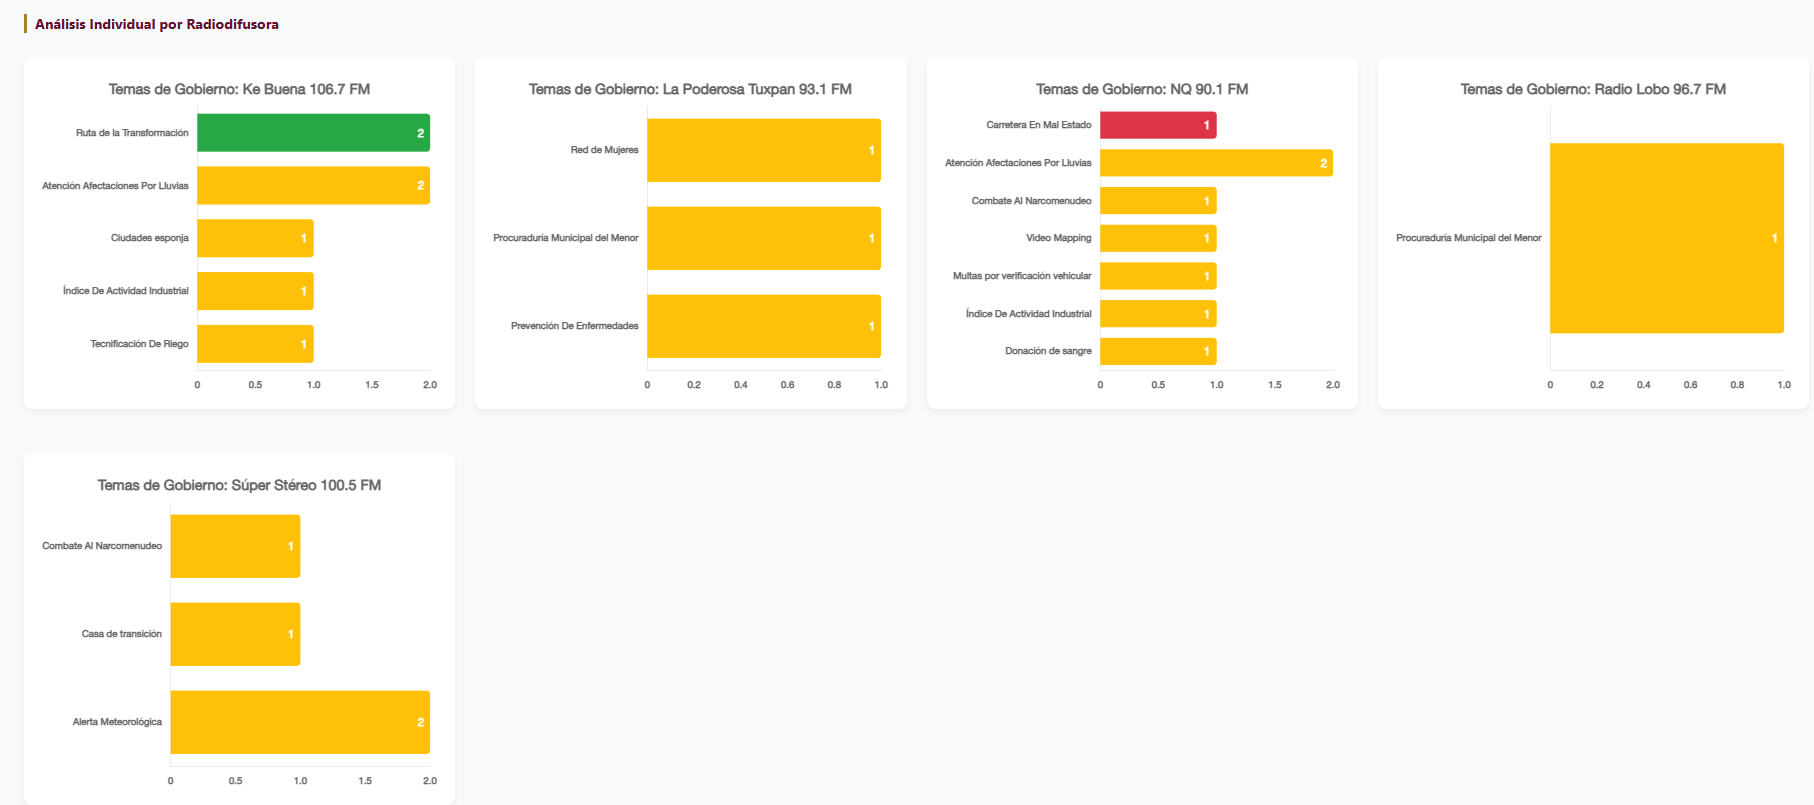 Análisis Individual por Radiodifusora
Temas de Gobierno: Ke Buena 106.7 FM
Ruta de la Transformación
2
Atención Afectaciones Por Lluvias
2
Ciudades esponja
1
Índice De Actividad Industrial
1
Tecnificación De Riego
1
0 0.5 1.0 1.5 2.0
Temas de Gobierno: La Poderosa Tuxpan 93.1 FM
Red de Mujeres
1
Procuraduría Municipal del Menor
1
Prevención De Enfermedades
1
0 0.2 0.4 0.6 0.8 1.0
Temas de Gobierno: NQ 90.1 FM
Carretera En Mal Estado
1
Atención Afectaciones Por Lluvias
2
Combate Al Narcomenudeo
1
Video Mapping
1
Multas por verificación vehicular
1
Índice De Actividad Industrial
1
Donación de sangre
1
0 0.5 1.0 1.5 2.0
Temas de Gobierno: Radio Lobo 96.7 FM
Procuraduría Municipal del Menor
1
0 0.2 0.4 0.6 0.8 1.0
Temas de Gobierno: Súper Stéreo 100.5 FM
Combate Al Narcomenudeo
1
Casa de transición
1
Alerta Meteorológica
2
0 0.5 1.0 1.5 2.0